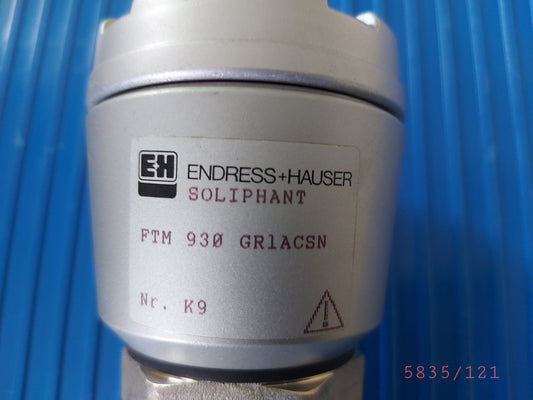 EH ENDRESS+HAUSER
SOLIPHANT
FTM 930 GR1ACSN
Nr. K9
5835/121